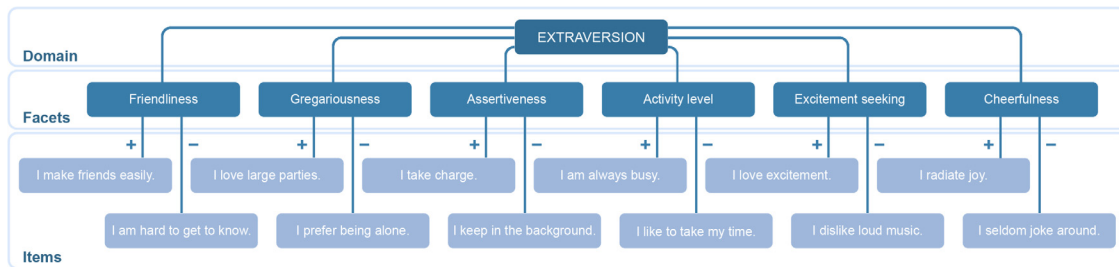 EXTRAVERSION
Domain
Friendliness
Gregariousness
Assertiveness
Activity level
Excitement seeking
Cheerfulness
Facets
+ − + − + − + − + − + −
I make friends easily.
I love large parties.
I take charge.
I am always busy.
I love excitement.
I radiate joy.
I am hard to get to know.
I prefer being alone.
I keep in the background.
I like to take my time.
I dislike loud music.
I seldom joke around.
Items